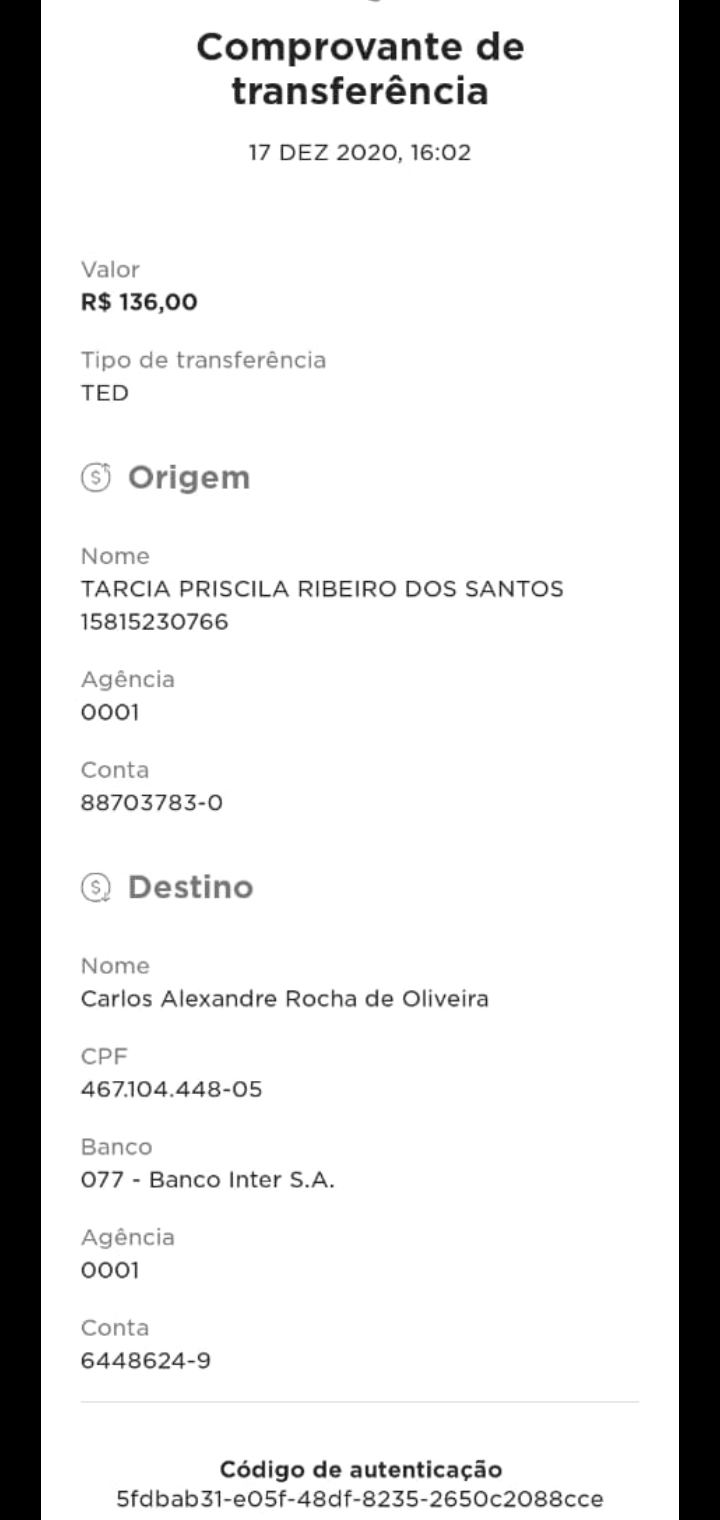 Comprovante de
transferência
17 DEZ 2020, 16:02
Valor
R$ 136,00
Tipo de transferência
TED
Origem
Nome
TARCIA PRISCILA RIBEIRO DOS SANTOS
15815230766
Agência
0001
Conta
88703783-0
Destino
Nome
Carlos Alexandre Rocha de Oliveira
CPF
467.104.448-05
Banco
077 - Banco Inter S.A.
Agência
0001
Conta
6448624-9
Código de autenticação
5fdbab31-e05f-48df-8235-2650c2088cce